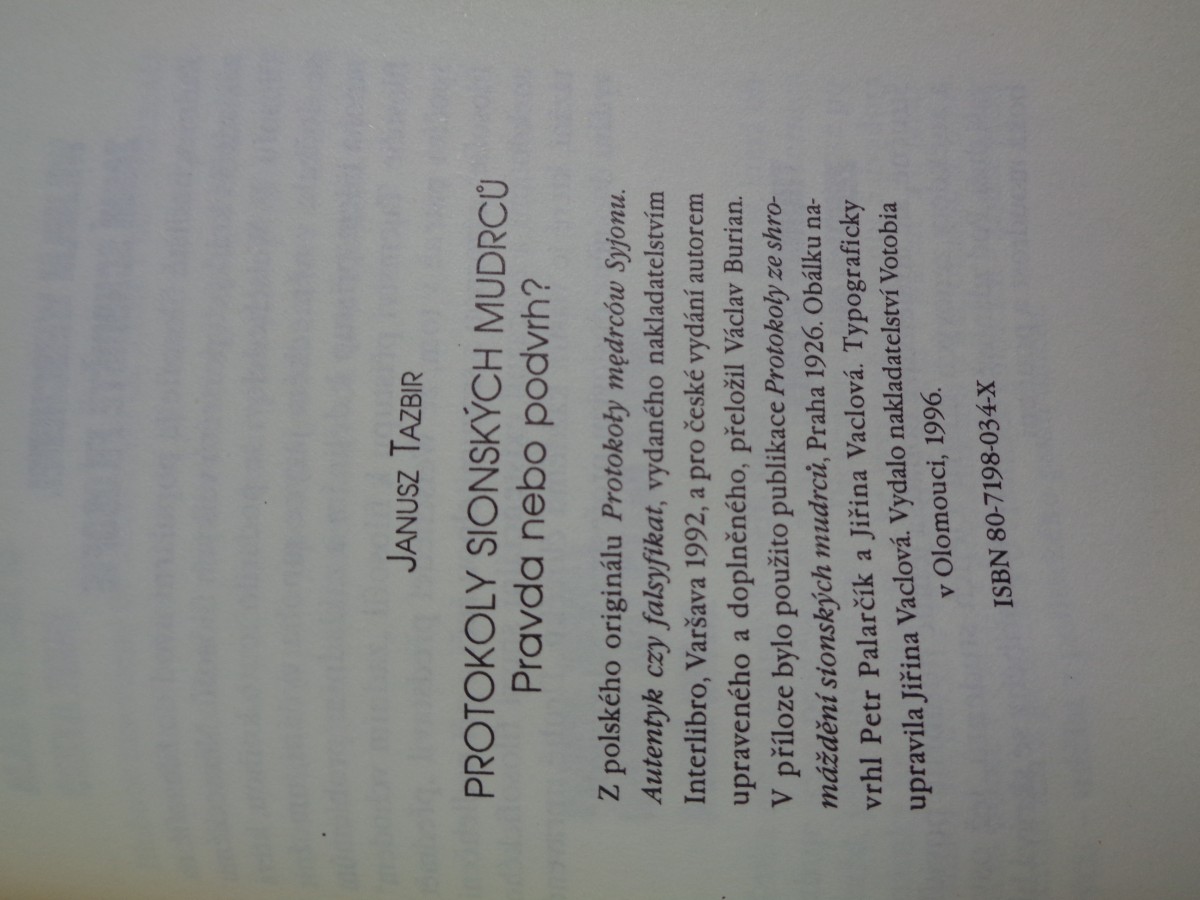 JANUSZ TAZBIR
PROTOKOLY SIONSKÝCH MUDRCŮ
Pravda nebo podvrh?
Z polského originálu Protokoły mędrców Syjonu.
Autentyk czy falsyfikat, vydaného nakladatelstvím
Interlibro, Varšava 1992, a pro české vydání autorem
upraveného a doplněného, přeložil Václav Burian.
V příloze bylo použito publikace Protokoly ze shro-
máždění sionských mudrců, Praha 1926. Obálku na-
vrhl Petr Palarčík a Jiřina Vaclová. Typograficky
upravila Jiřina Vaclová. Vydalo nakladatelství Votobia
v Olomouci, 1996.
ISBN 80-7198-034-X